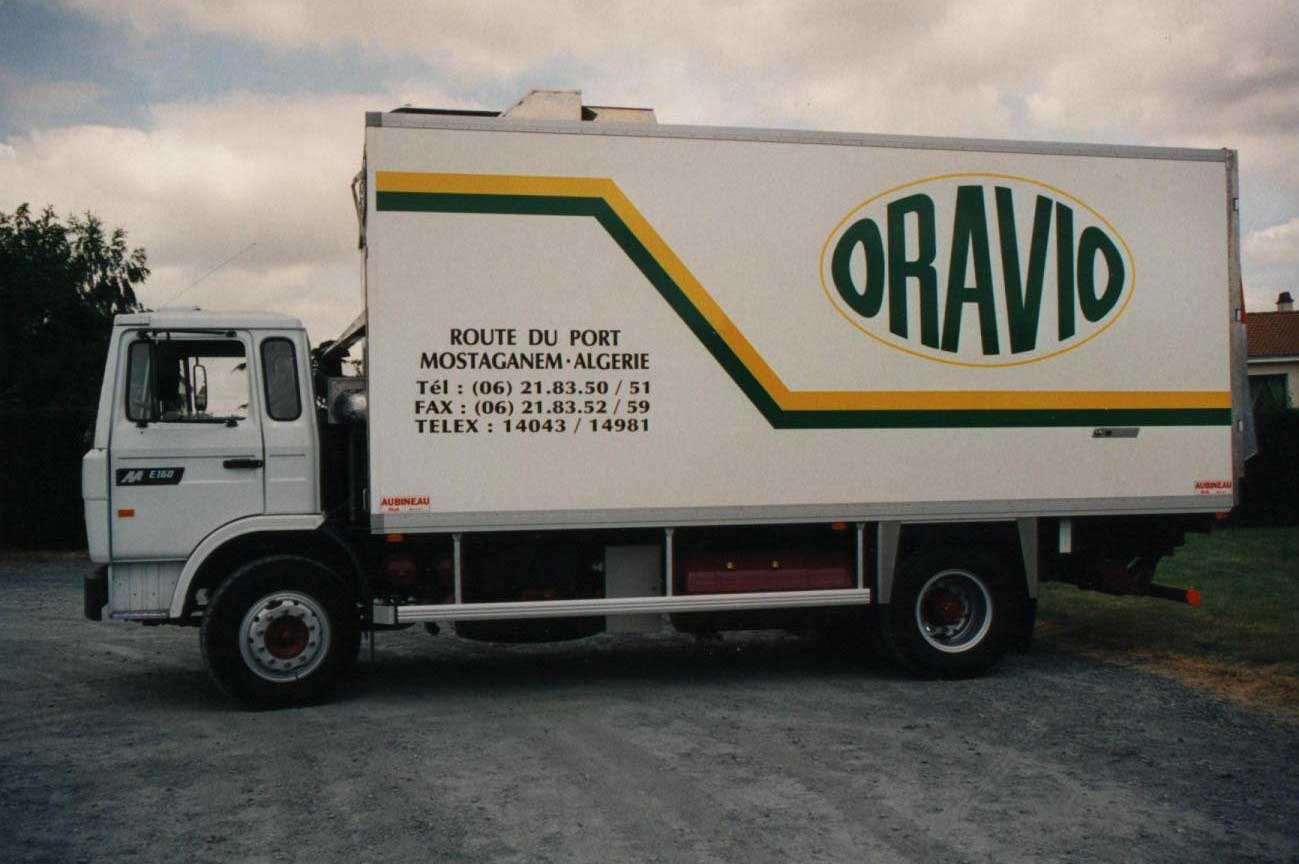 ORAVIO
ROUTE DU PORT
MOSTAGANEM · ALGERIE
Tél : (06) 21.83.50 / 51
FAX : (06) 21.83.52 / 59
TELEX : 14043 / 14981
M E160
AUBINEAU
AUBINEAU